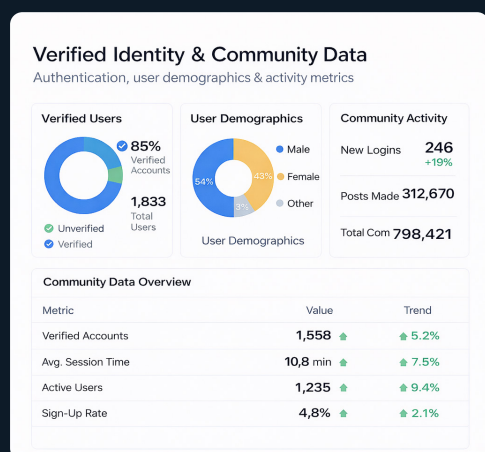 Verified Identity & Community Data
Authentication, user demographics & activity metrics
Verified Users
85%
Verified
Accounts
1,833
Total
Users
Unverified
Verified
User Demographics
54%
43%
3%
Male
Female
Other
User Demographics
Community Activity
New Logins 246
+19%
Posts Made 312,670
Total Com 798,421
Community Data Overview
Metric Value Trend
Verified Accounts 1,558 5.2%
Avg. Session Time 10,8 min 7.5%
Active Users 1,235 9.4%
Sign-Up Rate 4,8% 2.1%